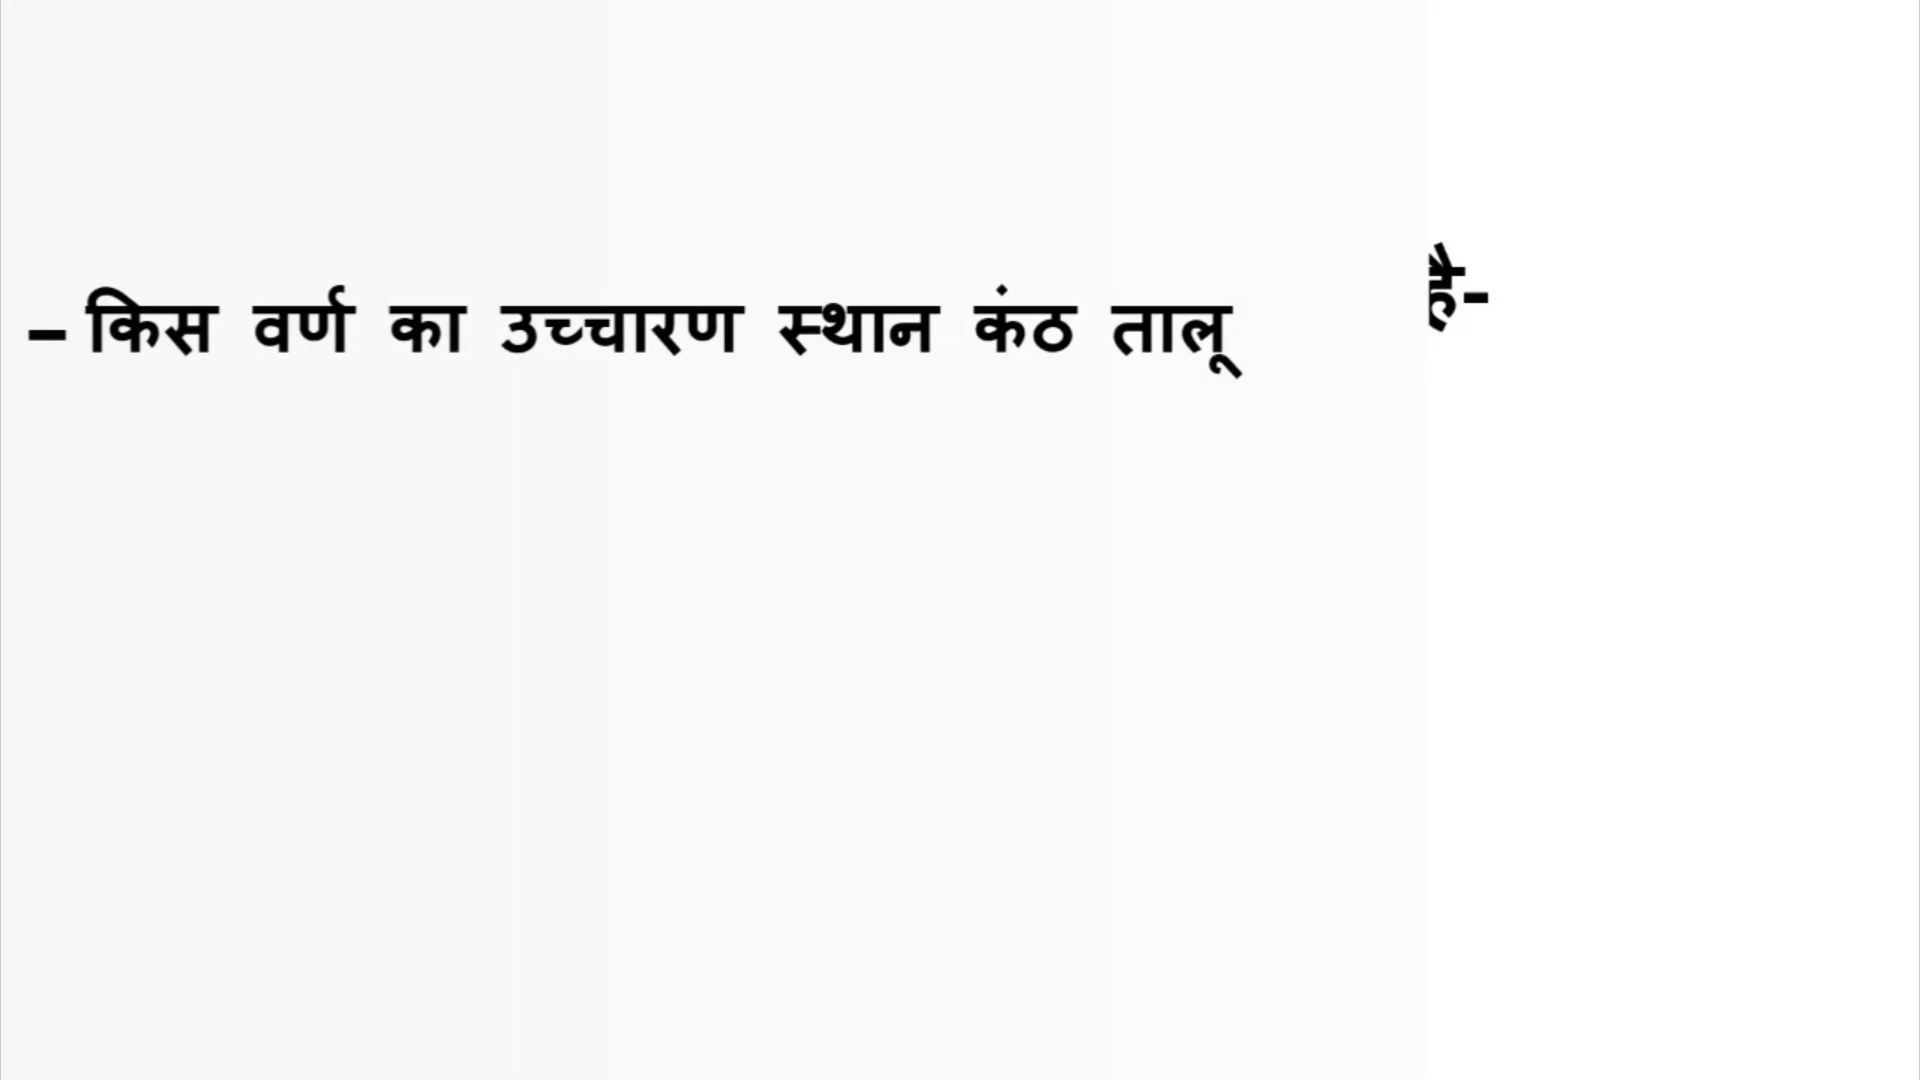 – किस वर्ण का उच्चारण स्थान कंठ तालू है-